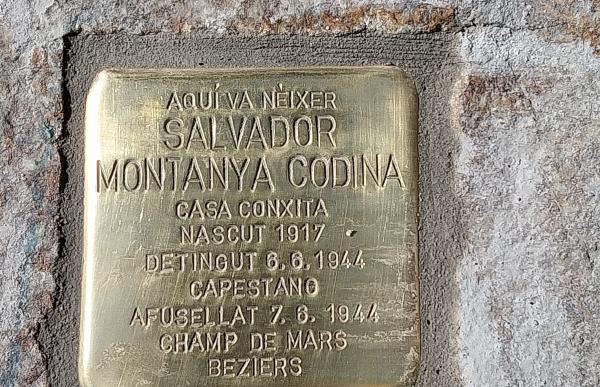 AQUÍ VA NÈIXER
SALVADOR
MONTANYA CODINA
CASA CONXITA
NASCUT 1917
DETINGUT 6.6.1944
CAPESTANO
AFUSELLAT 7.6.1944
CHAMP DE MARS
BEZIERS